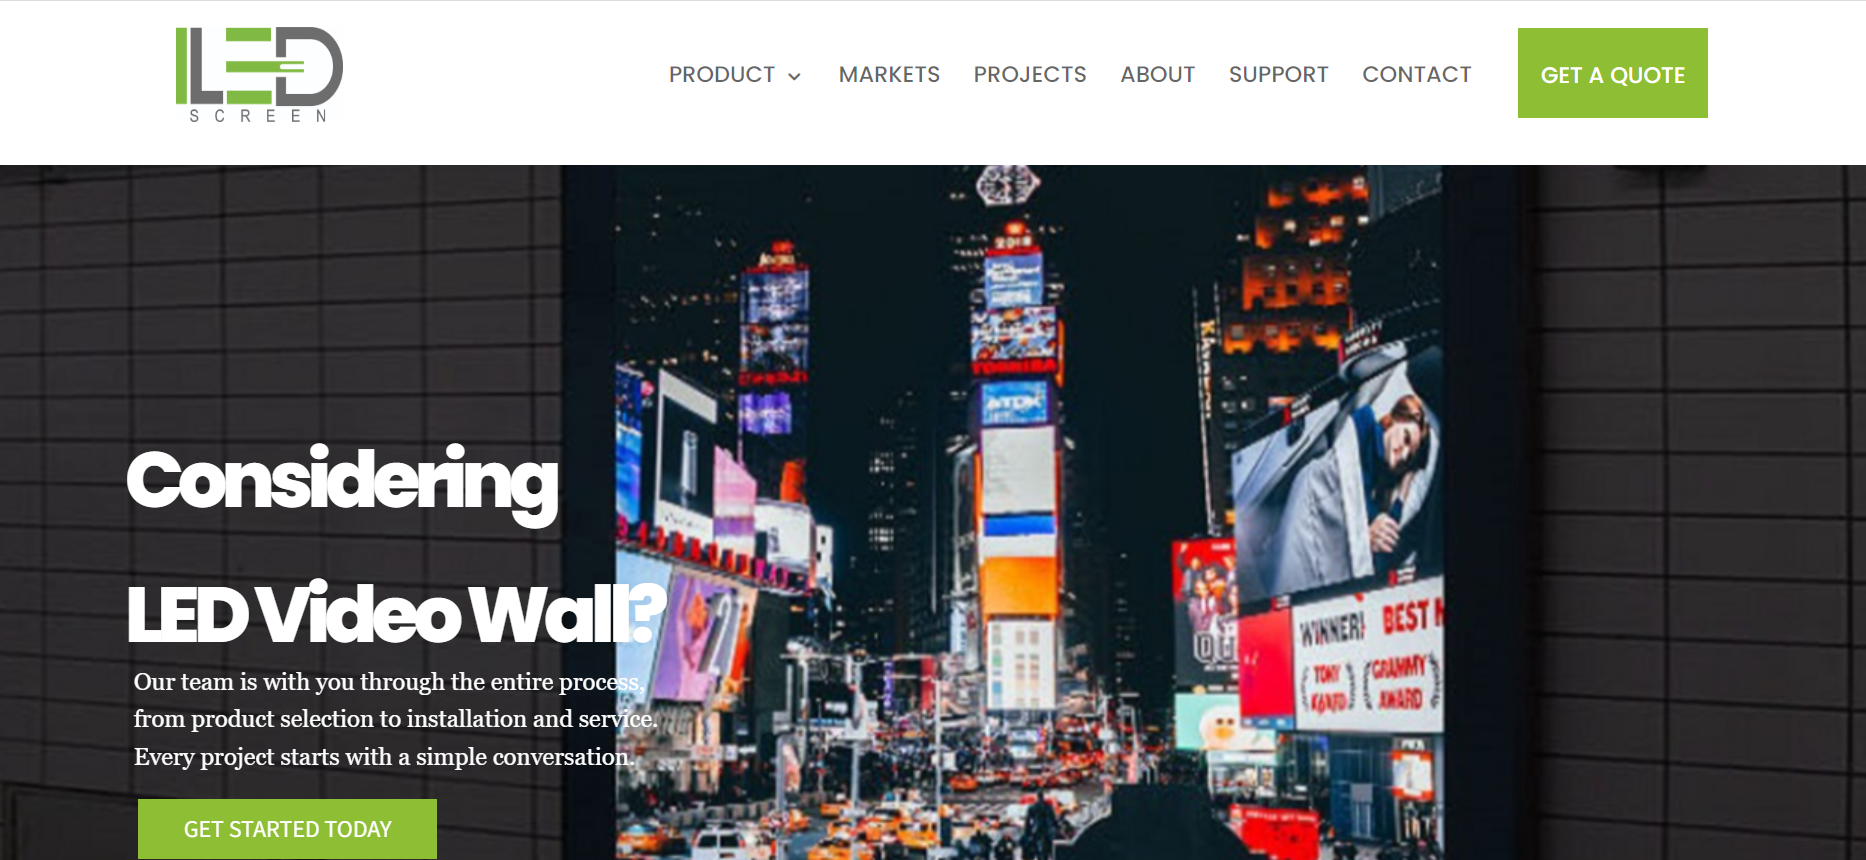 ILED
SCREEN
PRODUCT
MARKETS
PROJECTS
ABOUT
SUPPORT
CONTACT
GET A QUOTE
2018
TOSHIBA
TDK
Considering
LED Video Wall?
WINNER!
BEST
TONY
GRAMMY
AWARD
Our team is with you through the entire process,
from product selection to installation and service.
Every project starts with a simple conversation.
GET STARTED TODAY